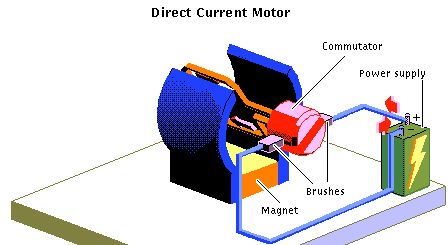 Direct Current Motor
Commutator
Power supply
+
Brushes
Magnet